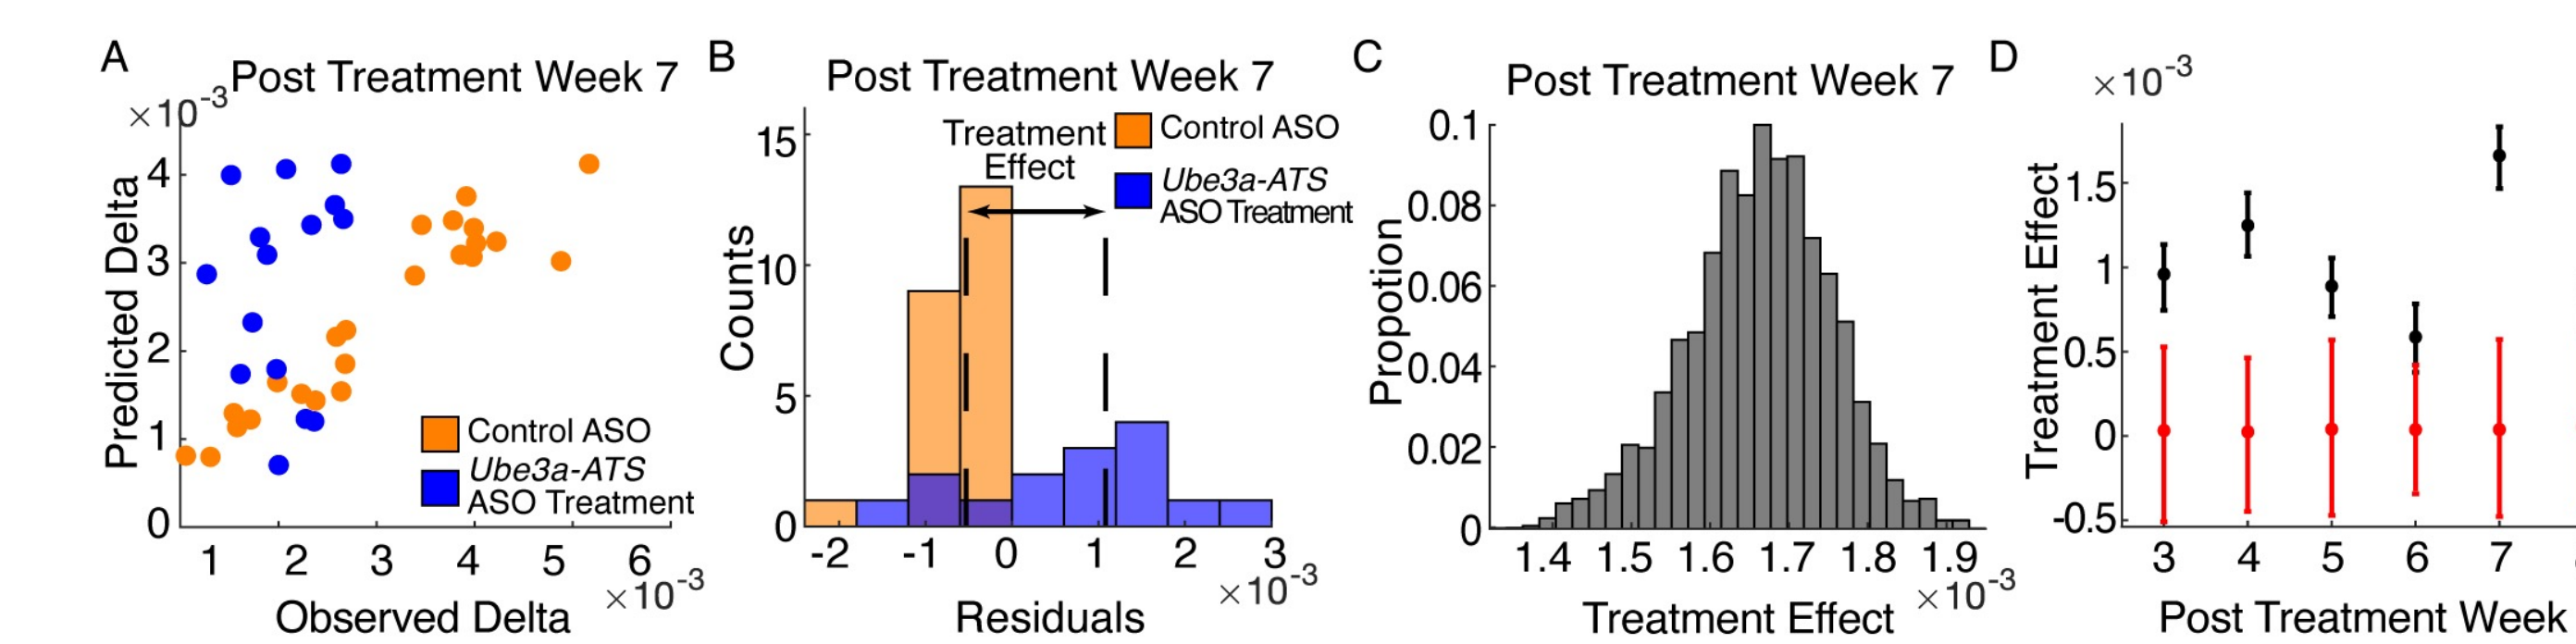 A
Post Treatment Week 7
×10-3
Predicted Delta
4
3
2
1
0
Control ASO
Ube3a-ATS
ASO Treatment
1 2 3 4 5 6
×10-3
Observed Delta
B
Post Treatment Week 7
Treatment
Effect
Control ASO
Ube3a-ATS
ASO Treatment
Counts
15
10
5
0
-2 -1 0 1 2 3
×10-3
Residuals
C
Post Treatment Week 7
Propotion
0.1
0.08
0.06
0.04
0.02
0
1.4 1.5 1.6 1.7 1.8 1.9
×10-3
Treatment Effect
D
×10-3
Treatment Effect
1.5
1
0.5
0
-0.5
3 4 5 6 7
Post Treatment Week